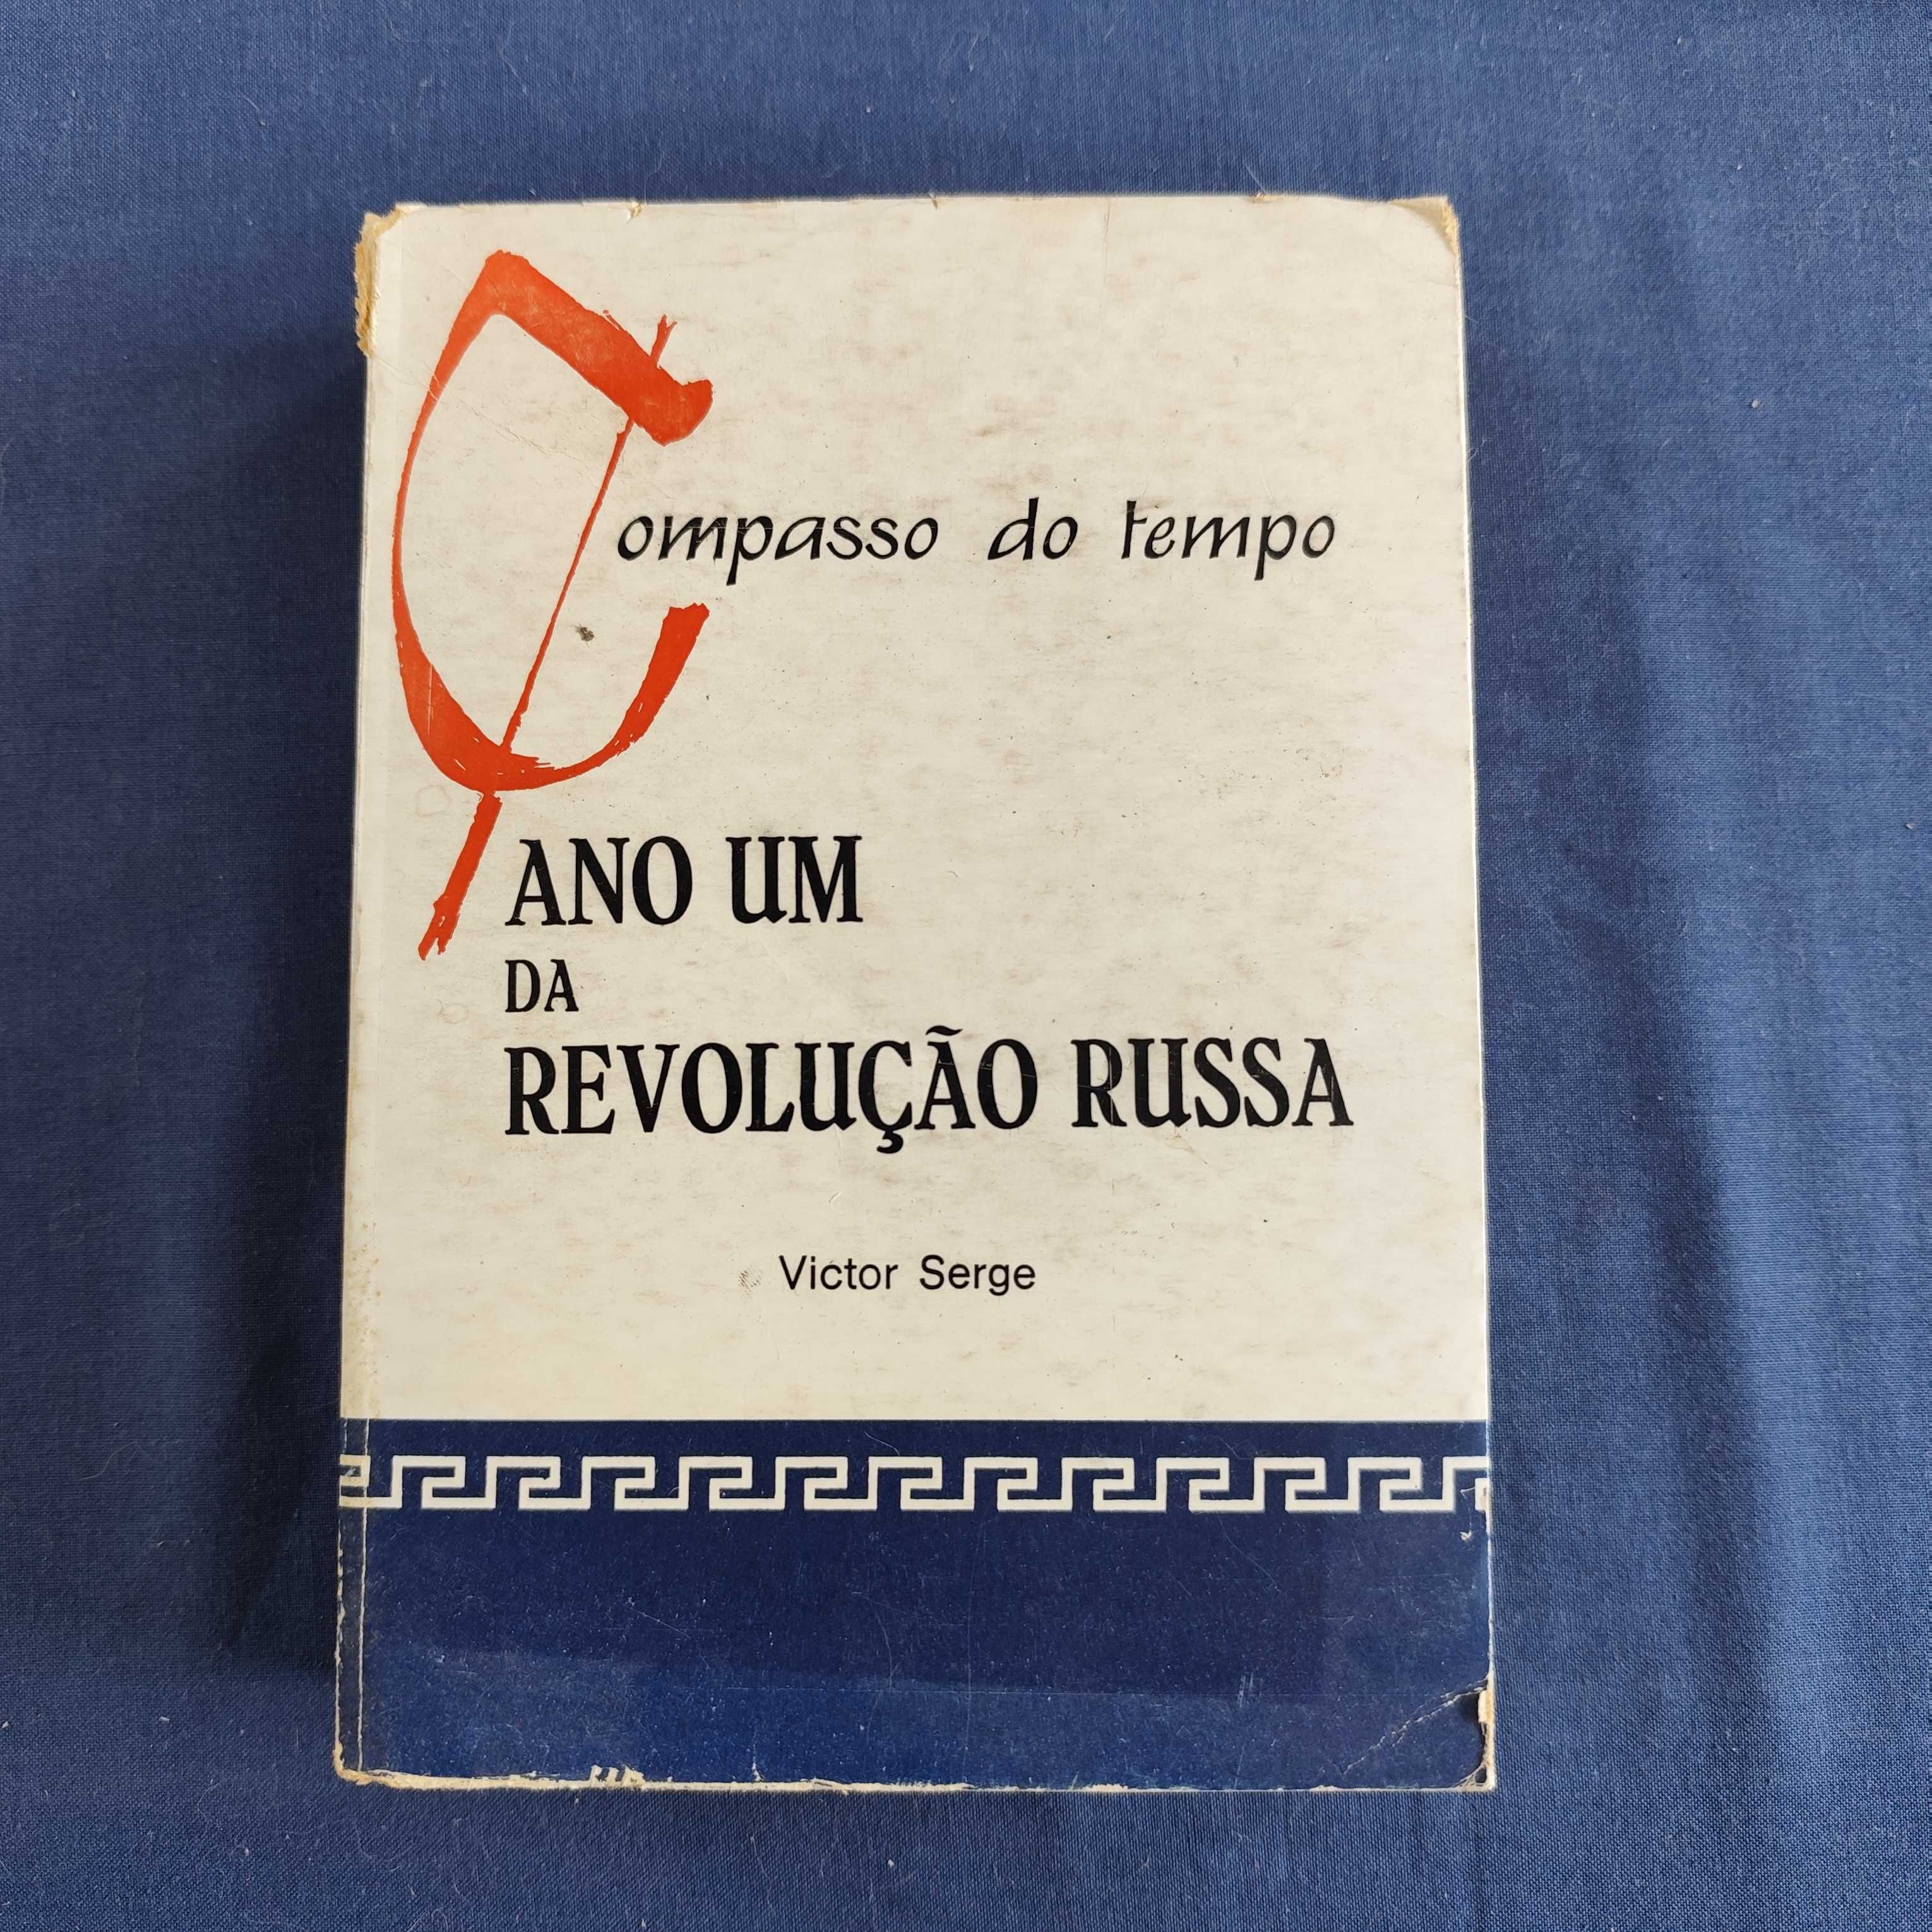 Compasso do tempo
ANO UM
DA
REVOLUÇÃO RUSSA
Victor Serge